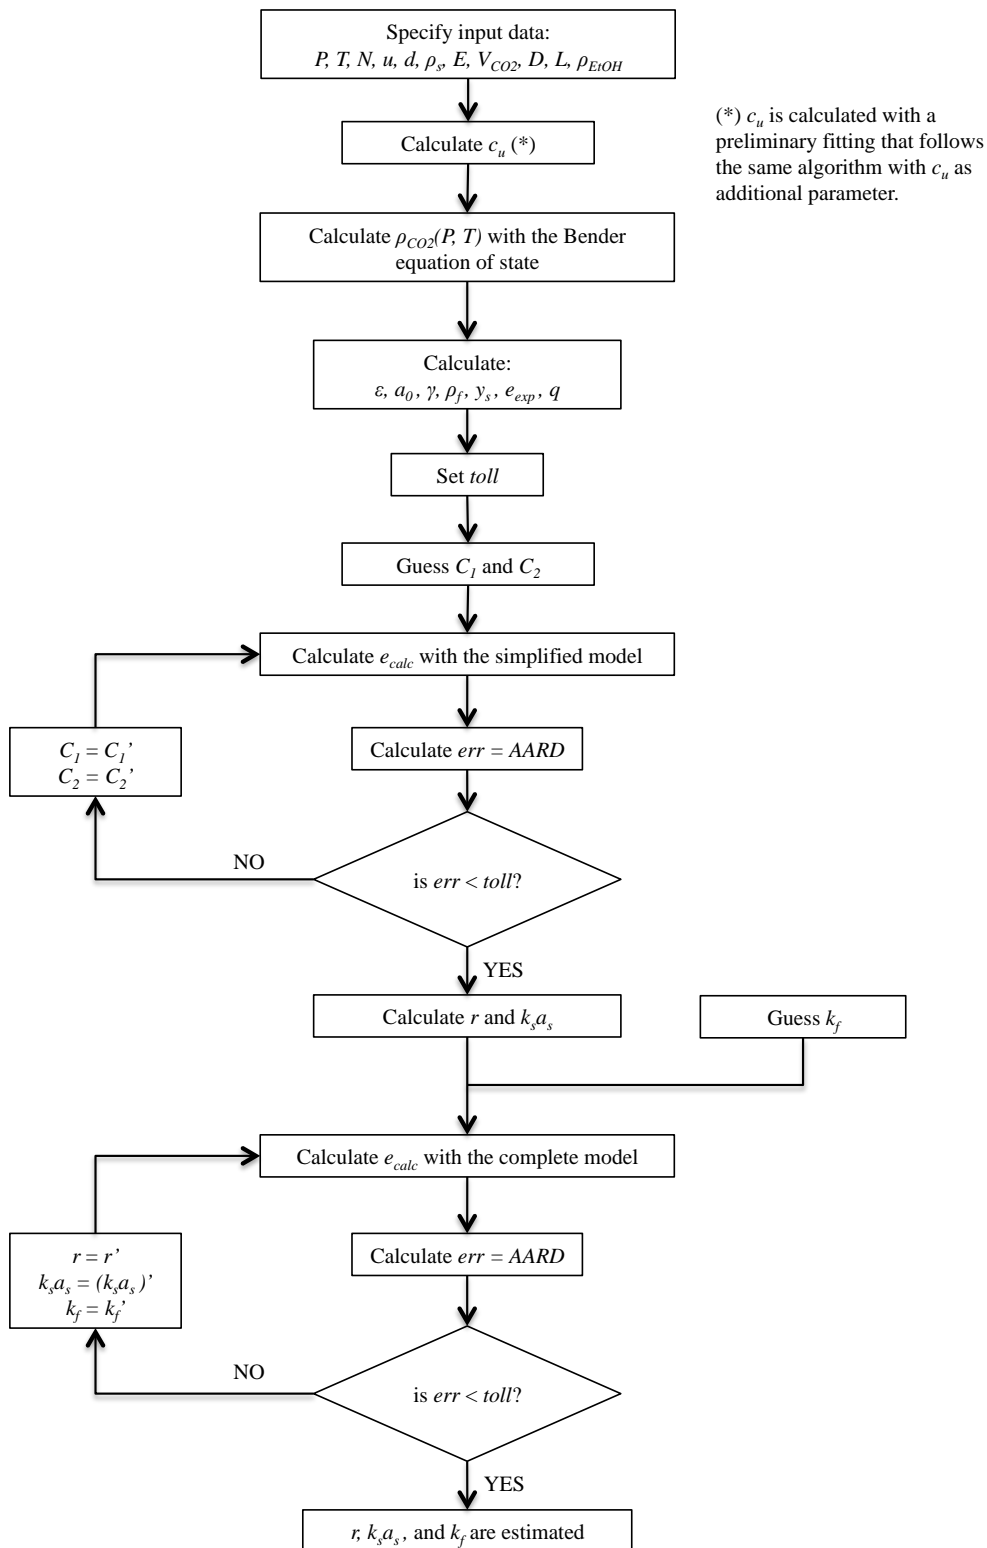 Specify input data:
P, T, N, u, d, ρs, E, VCO2, D, L, ρEtOH
(*) cu is calculated with a
preliminary fitting that follows
the same algorithm with cu as
additional parameter.
Calculate cu (*)
Calculate ρCO2(P, T) with the Bender
equation of state
Calculate:
ε, a0, γ, ρf, ys, eexp, q
Set toll
Guess C1 and C2
Calculate ecalc with the simplified model
C1 = C1’
C2 = C2’
Calculate err = AARD
NO
is err < toll?
YES
Calculate r and ksas
Guess kf
Calculate ecalc with the complete model
r = r’
ksas = (ksas)’
kf = kf’
Calculate err = AARD
NO
is err < toll?
YES
r, ksas, and kf are estimated